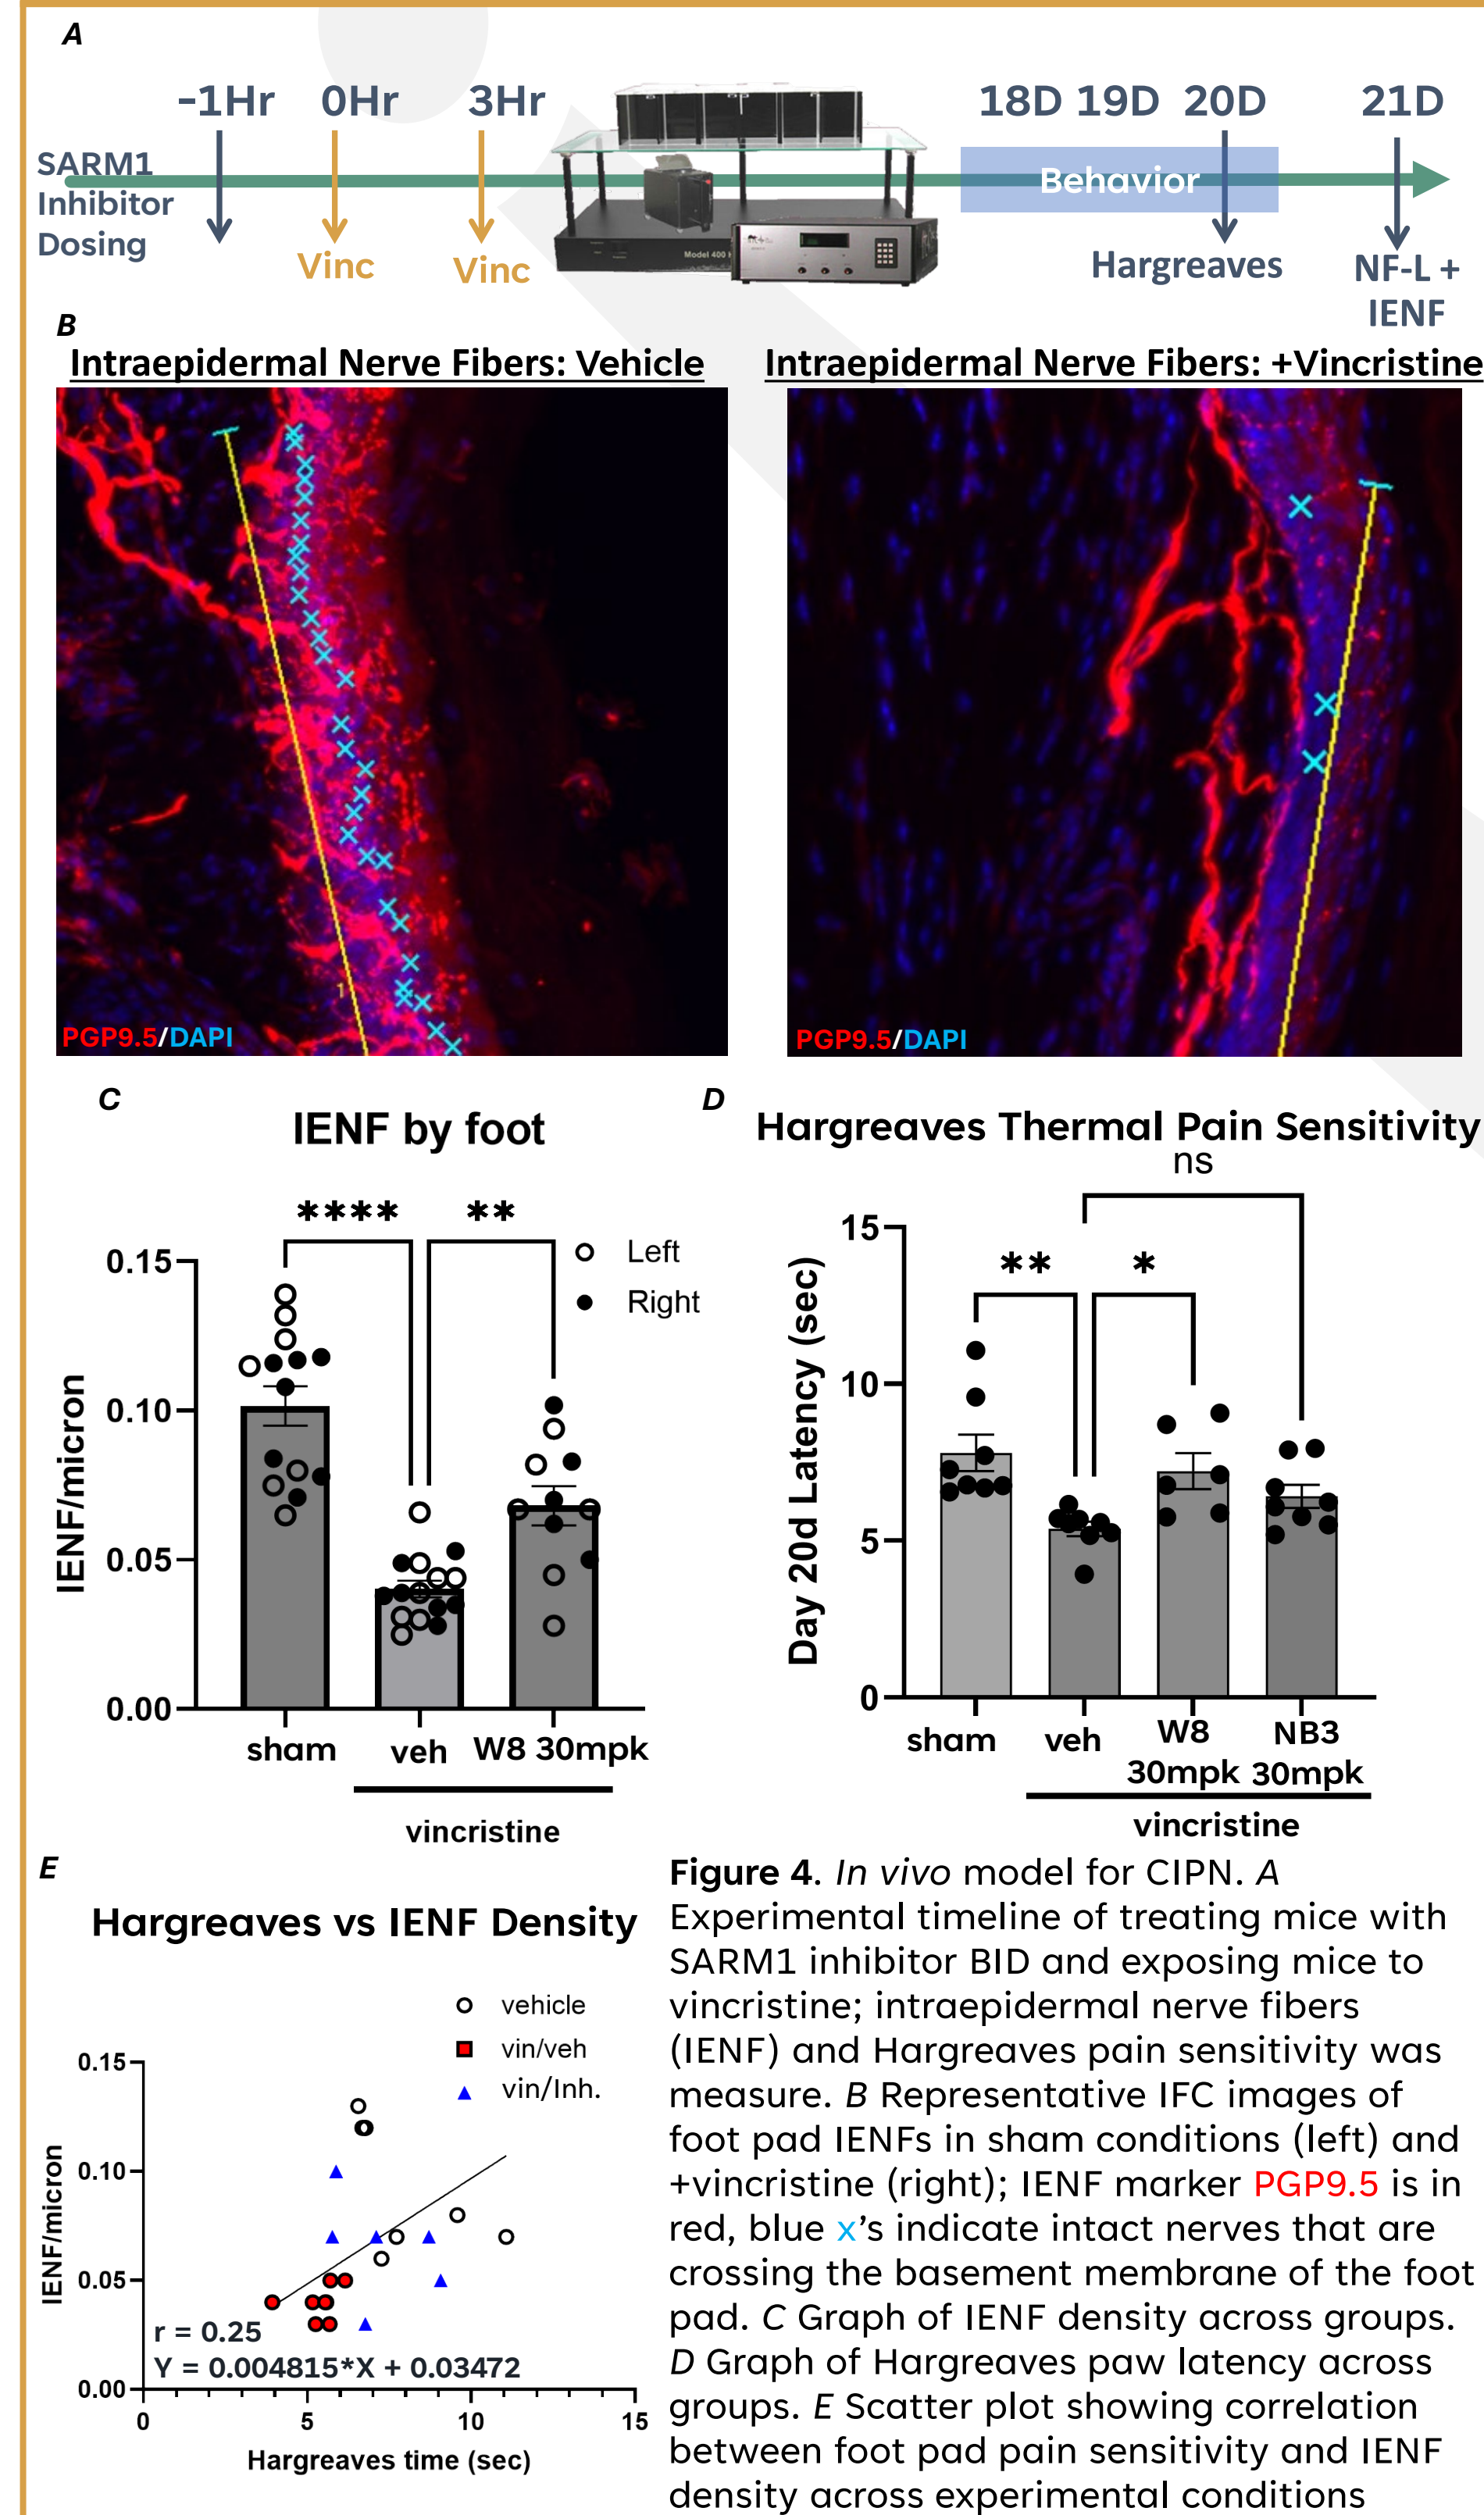 A
-1Hr 0Hr 3Hr 18D 19D 20D 21D
SARM1
Inhibitor
Dosing
Behavior
Vinc Vinc
Model 400
Hargreaves
NF-L +
IENF
B
Intraepidermal Nerve Fibers: Vehicle
Intraepidermal Nerve Fibers: +Vincristine
1
PGP9.5/DAPI
PGP9.5/DAPI
C
IENF by foot
**** **
Left
Right
IENF/micron
0.15
0.10
0.05
0.00
sham veh W8 30mpk
vincristine
D
Hargreaves Thermal Pain Sensitivity
ns
** *
Day 20d Latency (sec)
15
10
5
0
sham veh W8 30mpk NB3 30mpk
vincristine
E
Hargreaves vs IENF Density
vehicle
vin/veh
vin/Inh.
IENF/micron
0.15
0.10
0.05
0.00
r = 0.25
Y = 0.004815*X + 0.03472
0 5 10 15
Hargreaves time (sec)
Figure 4. In vivo model for CIPN. A
Experimental timeline of treating mice with
SARM1 inhibitor BID and exposing mice to
vincristine; intraepidermal nerve fibers
(IENF) and Hargreaves pain sensitivity was
measure. B Representative IFC images of
foot pad IENFs in sham conditions (left) and
+vincristine (right); IENF marker PGP9.5 is in
red, blue x's indicate intact nerves that are
crossing the basement membrane of the foot
pad. C Graph of IENF density across groups.
D Graph of Hargreaves paw latency across
groups. E Scatter plot showing correlation
between foot pad pain sensitivity and IENF
density across experimental conditions